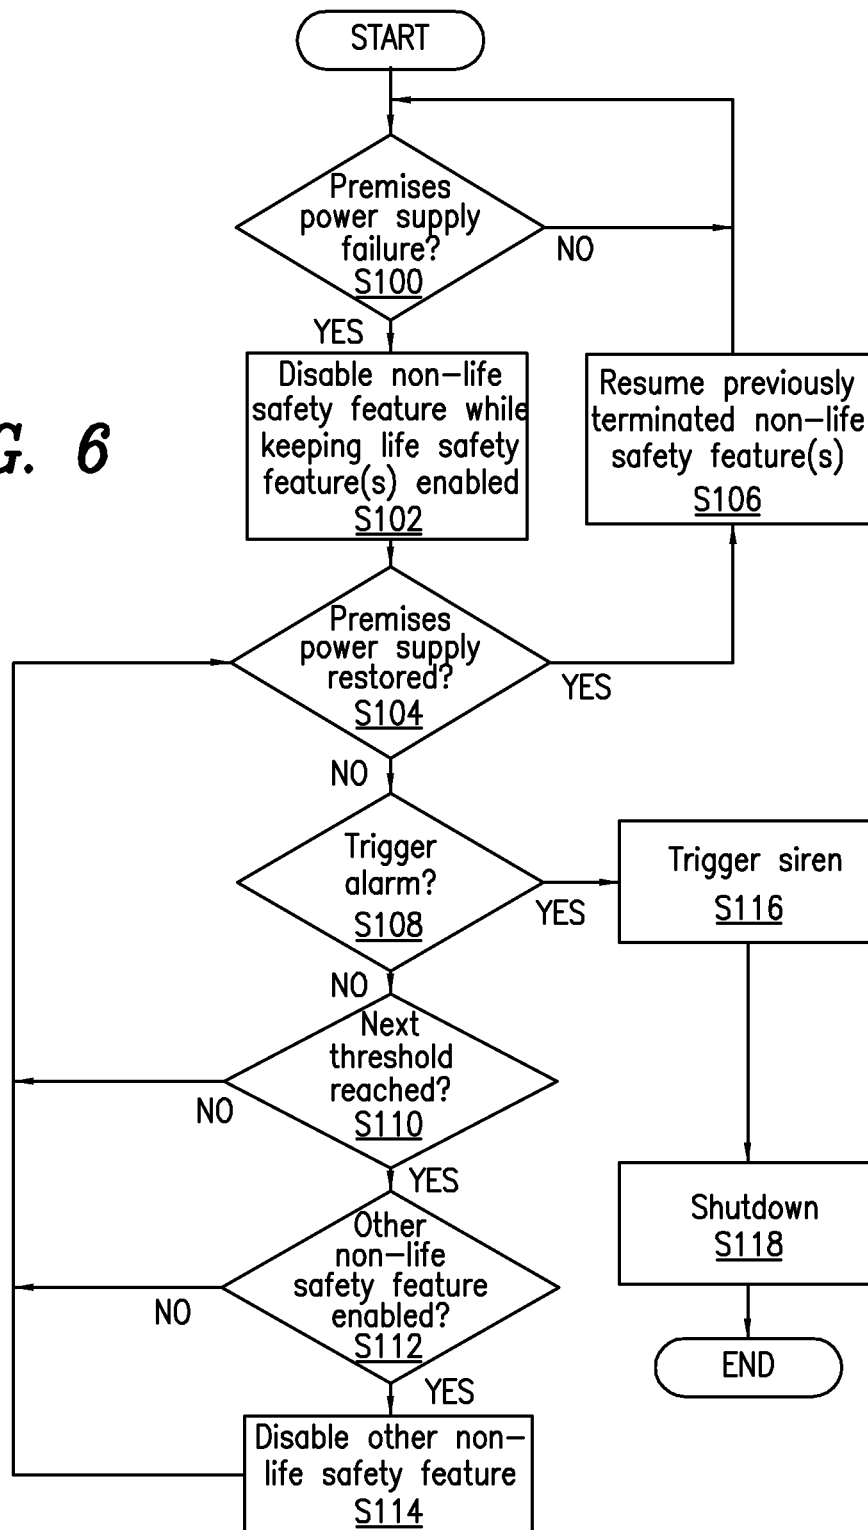 START
Premises
power supply
failure?
S100
NO
YES
Disable non-life
safety feature while
keeping life safety
feature(s) enabled
S102
Resume previously
terminated non-life
safety feature(s)
S106
G. 6
Premises
power supply
restored?
S104
YES
NO
Trigger
alarm?
S108
YES
Trigger siren
S116
NO
Next
threshold
reached?
S110
NO
YES
Other
non-life
safety feature
enabled?
S112
NO
YES
Shutdown
S118
END
Disable other non-
life safety feature
S114